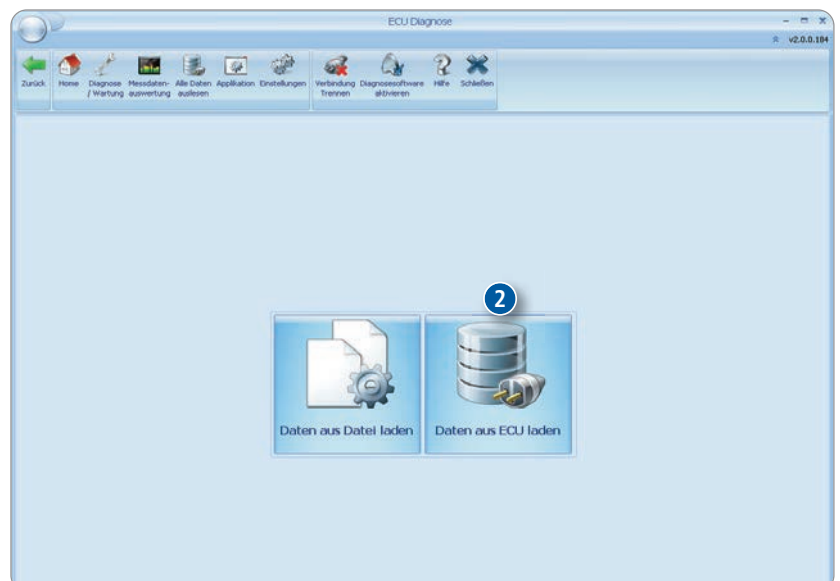 ECU Diagnose
v2.0.0.184
Zurück
Home
Diagnose
/ Wartung
Messdaten-
auswertung
Alle Daten
auslesen
Applikation
Einstellungen
Verbindung
Trennen
Diagnosesoftware
aktivieren
Hilfe
Schließen
2
Daten aus Datei laden
Daten aus ECU laden